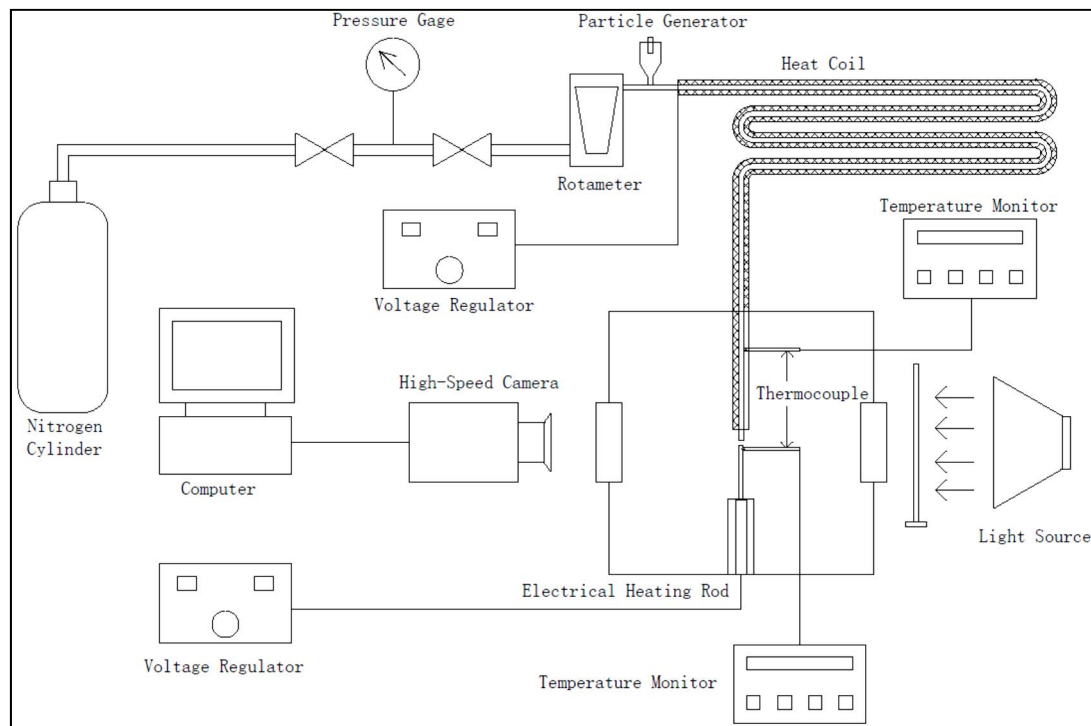 Pressure Gage
Particle Generator
Heat Coil
Rotameter
Temperature Monitor
Voltage Regulator
High-Speed Camera
Thermocouple
Nitrogen
Cylinder
Computer
Light Source
Electrical Heating Rod
Voltage Regulator
Temperature Monitor